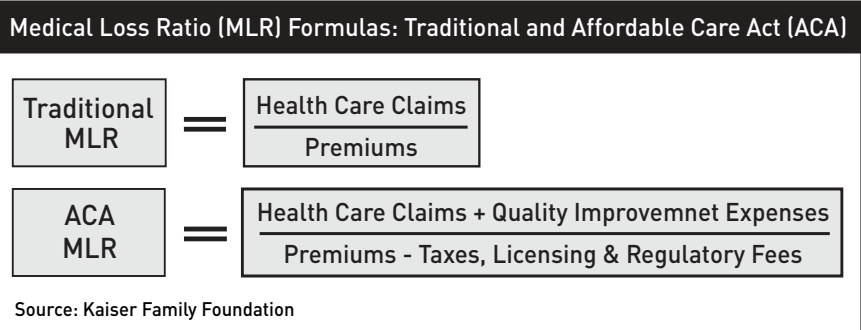 Medical Loss Ratio (MLR) Formulas: Traditional and Affordable Care Act (ACA)
Traditional
MLR
=
Health Care Claims
Premiums
ACA
MLR
=
Health Care Claims + Quality Improvemnet Expenses
Premiums - Taxes, Licensing & Regulatory Fees
Source: Kaiser Family Foundation